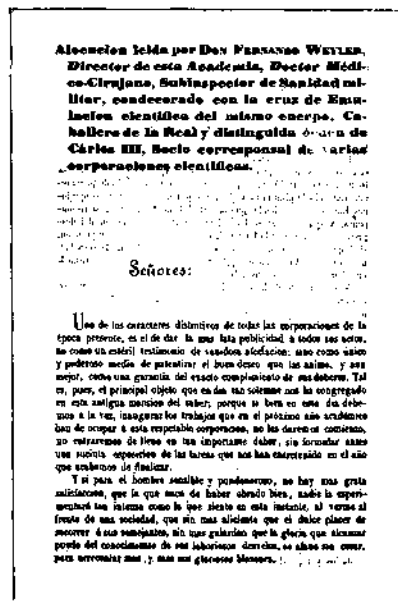 Alocucion leida por DON FERNANDO WEYLER,
Director de esta Academia, Doctor Médi-
co-Cirujano, Subinspector de Sanidad mi-
litar, condecorado con la cruz de Emu-
lacion científica del mismo cuerpo, Ca-
ballero de la Real y distinguida órden de
Cárlos III, Socio corresponsal de varias
corporaciones científicas.
Señores:
Uno de los caracteres distintivos de todas las corporaciones de la
época presente, es el de dar la mas lata publicidad á todos sus actos,
no como un estéril testimonio de vanidosa afectacion; sino como único
y poderoso medio de patentizar el buen deseo que las anima, y aun
mejor, como una garantía del exacto cumplimiento de sus deberes. Tal
es, pues, el principal objeto que en dia tan solemne nos ha congregado
en esta antigua mansion del saber; porque si bien en este dia debe-
mos á la vez, inaugurar los trabajos que en el próximo año académico
han de ocupar á esta respetable corporacion, no les daremos comienzo,
no entraremos de lleno en tan importante deber, sin formular antes
una sucinta esposicion de las tareas que nos han entretenido en el año
que acabamos de finalizar.
Y si para el hombre sensible y pundonoroso, no hay mas grata
satisfaccion, que la que nace de haber obrado bien, nadie la esperi-
mentará tan intensa como la que siento en este instante, al verme al
frente de una sociedad, que sin mas aliciente que el dulce placer de
socorrer á sus semejantes, sin mas galardon que la gloria que alcanzar
puede del conocimiento de sus laboriosos desvelos, se afana sin cesar,
para acrecentar mas y mas sus gloriosos blasones.